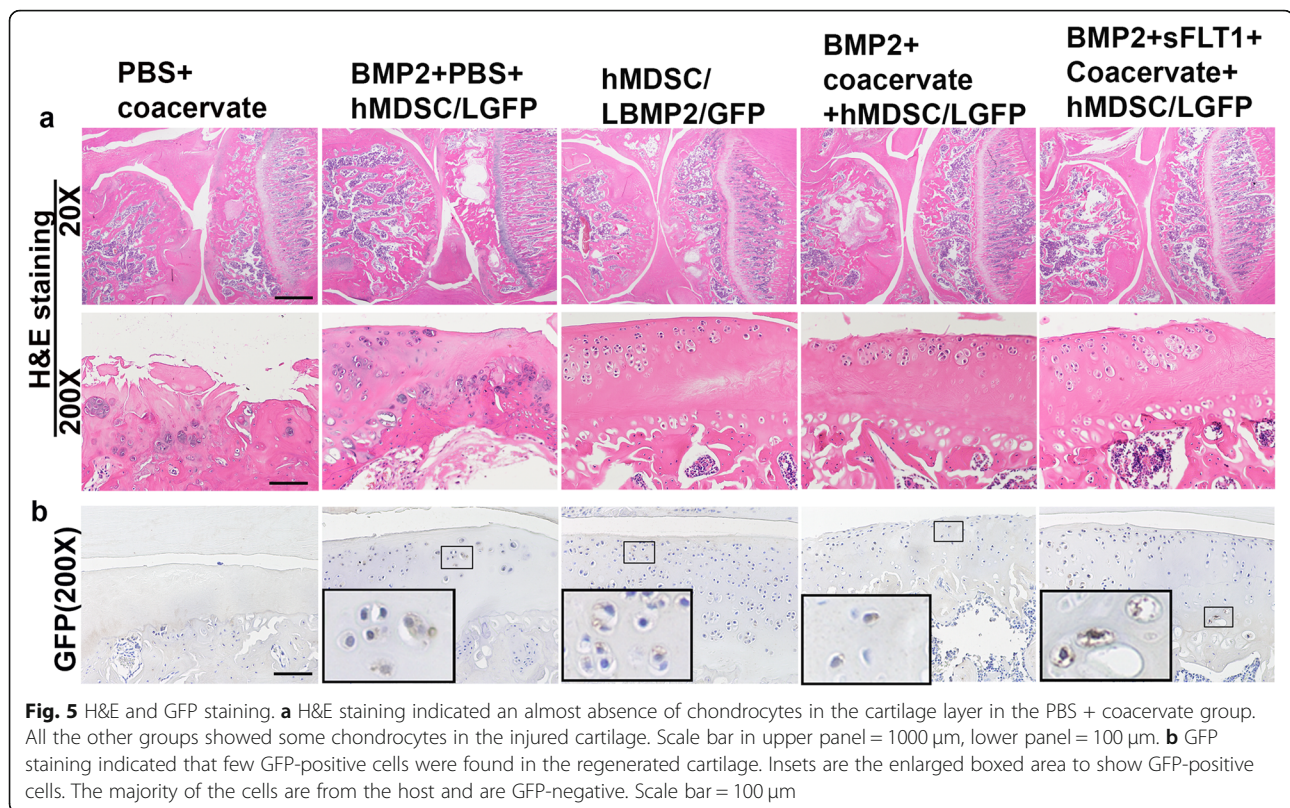 PBS+
coacervate
BMP2+PBS+
hMDSC/LGFP
hMDSC/
LBMP2/GFP
BMP2+
coacervate
+hMDSC/LGFP
BMP2+sFLT1+
Coacervate+
hMDSC/LGFP
a
H&E staining
20X
200X
b
GFP(200X)
Fig. 5 H&E and GFP staining. a H&E staining indicated an almost absence of chondrocytes in the cartilage layer in the PBS + coacervate group.
All the other groups showed some chondrocytes in the injured cartilage. Scale bar in upper panel = 1000 μm, lower panel = 100 μm. b GFP
staining indicated that few GFP-positive cells were found in the regenerated cartilage. Insets are the enlarged boxed area to show GFP-positive
cells. The majority of the cells are from the host and are GFP-negative. Scale bar = 100 μm